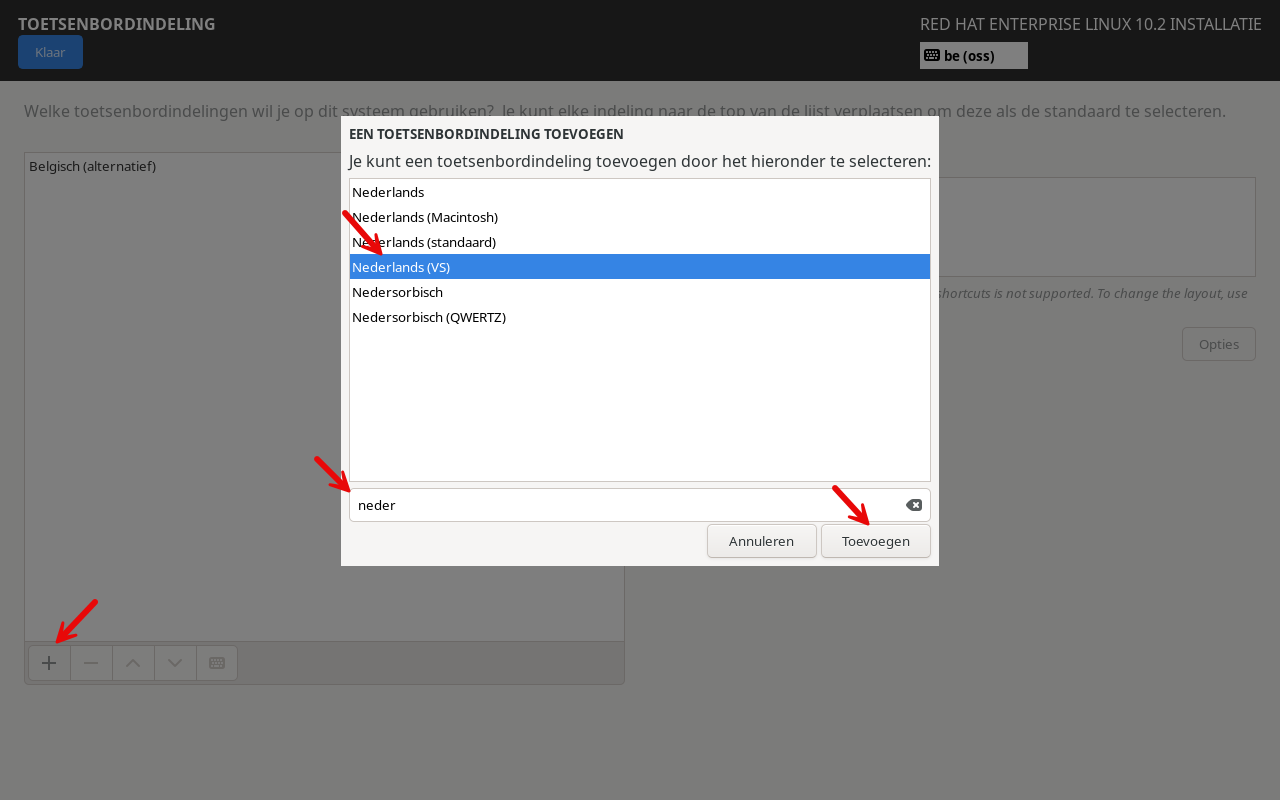 TOETSENBORDINDELING
RED HAT ENTERPRISE LINUX 10.2 INSTALLATIE
Klaar
be (oss)
Welke toetsenbordindelingen wil je op dit systeem gebruiken? Je kunt elke indeling naar de top van de lijst verplaatsen om deze als de standaard te selecteren.
Belgisch (alternatief)
EEN TOETSENBORDINDELING TOEVOEGEN
Je kunt een toetsenbordindeling toevoegen door het hieronder te selecteren:
Nederlands
Nederlands (Macintosh)
Nederlands (standaard)
Nederlands (VS)
Nedersorbisch
Nedersorbisch (QWERTZ)
shortcuts is not supported. To change the layout, use
Opties
neder
Annuleren
Toevoegen